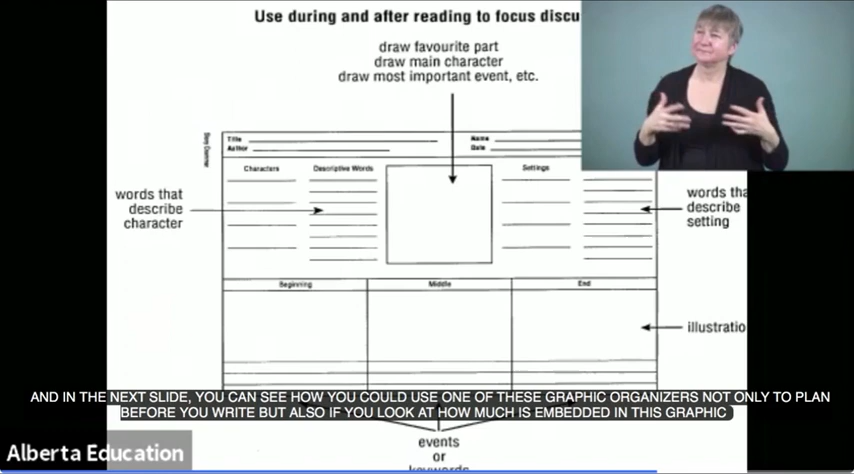 Use during and after reading to focus discu
draw favourite part
draw main character
draw most important event, etc.
Title
Name
Author
Date
Story Organizer
Characters
Descriptive Words
Settings
words that
describe
character
words tha
describe
setting
Beginning
Middle
End
illustratio
AND IN THE NEXT SLIDE, YOU CAN SEE HOW YOU COULD USE ONE OF THESE GRAPHIC ORGANIZERS NOT ONLY TO PLAN
BEFORE YOU WRITE BUT ALSO IF YOU LOOK AT HOW MUCH IS EMBEDDED IN THIS GRAPHIC
Alberta Education
events
or
keywords